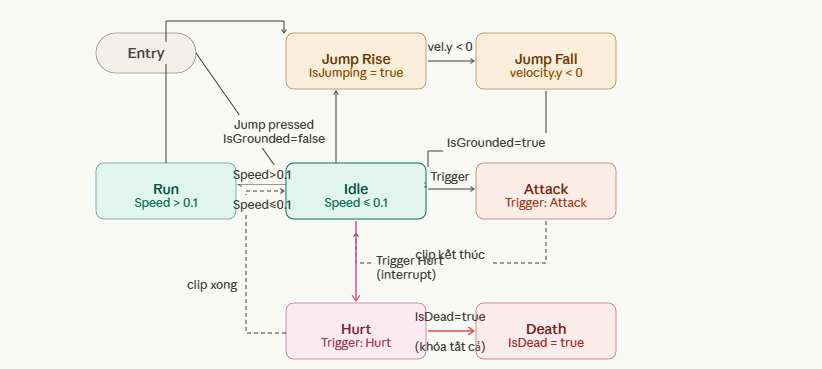 Entry
Jump Rise
IsJumping = true
vel.y < 0
Jump Fall
velocity.y < 0
Jump pressed
IsGrounded=false
IsGrounded=true
Run
Speed > 0.1
Speed>0.1
Speed≤0.1
Idle
Speed ≤ 0.1
Trigger
Attack
Trigger: Attack
clip kết thúc
Trigger Hurt
(interrupt)
clip xong
Hurt
Trigger: Hurt
IsDead=true
(khóa tất cả)
Death
IsDead = true